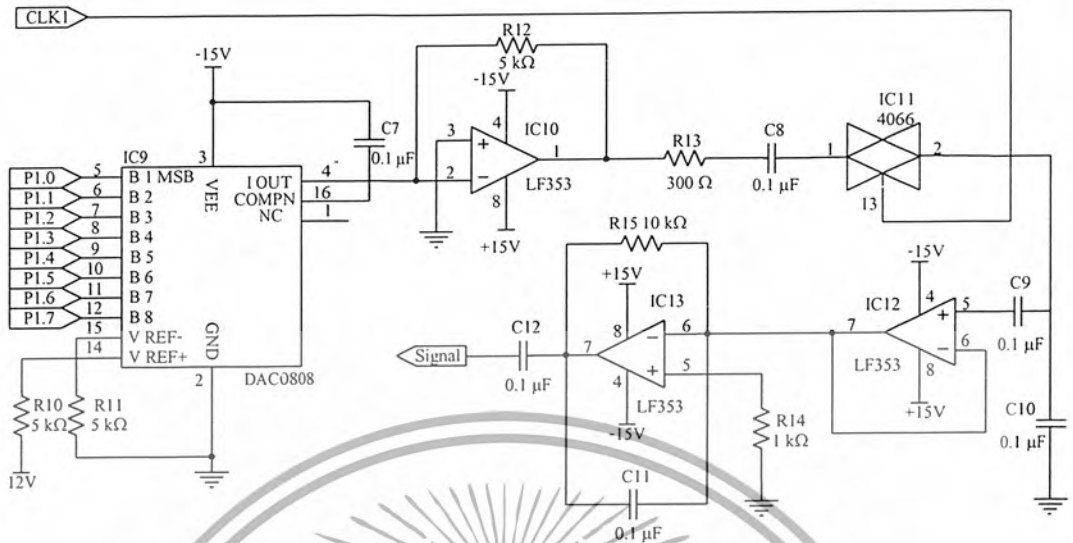 CLK1
-15V
IC9
3
VEE
P1.0 5 B 1 MSB
P1.1 6 B 2
P1.2 7 B 3
P1.3 8 B 4
P1.4 9 B 5
P1.5 10 B 6
P1.6 11 B 7
P1.7 12 B 8
15 V REF-
14 V REF+
I OUT 4
COMPN 16
NC 1
GND
2
DAC0808
R10
5 kΩ
R11
5 kΩ
12V
C7
0.1 µF
R12
5 kΩ
-15V
4
3 +
2 −
IC10
1
LF353
8
+15V
R13
300 Ω
C8
0.1 µF
IC11
4066
1
2
13
R15 10 kΩ
+15V
IC13
8
7
6 −
5 +
4
LF353
-15V
Signal
C12
0.1 µF
R14
1 kΩ
C11
0.1 µF
-15V
IC12
4
7
5 +
6 −
LF353
8
+15V
C9
0.1 µF
C10
0.1 µF